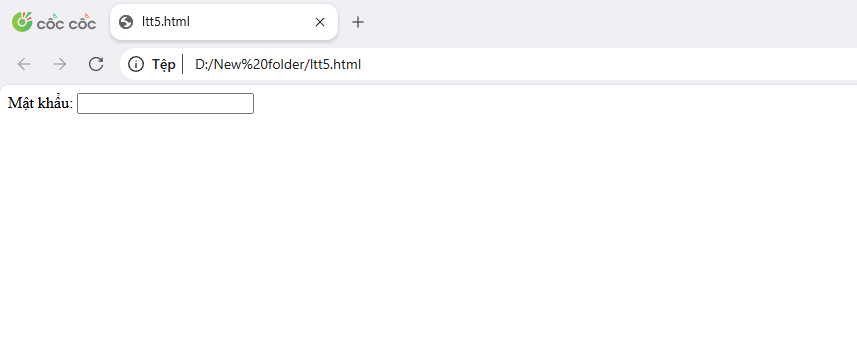 cốc cốc
ltt5.html
Tệp D:/New%20folder/ltt5.html
Mật khẩu: